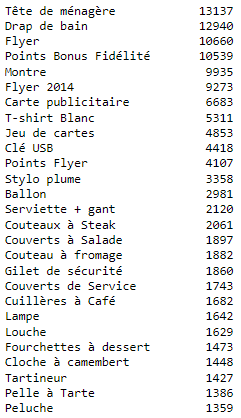 Tête de ménagère 13137
Drap de bain 12940
Flyer 10660
Points Bonus Fidélité 10539
Montre 9935
Flyer 2014 9273
Carte publicitaire 6683
T-shirt Blanc 5311
Jeu de cartes 4853
Clé USB 4418
Points Flyer 4107
Stylo plume 3358
Ballon 2981
Serviette + gant 2120
Couteaux à Steak 2061
Couverts à Salade 1897
Couteau à fromage 1882
Gilet de sécurité 1860
Couverts de Service 1743
Cuillères à Café 1682
Lampe 1642
Louche 1629
Fourchettes à dessert 1473
Cloche à camembert 1448
Tartineur 1427
Pelle à Tarte 1386
Peluche 1359